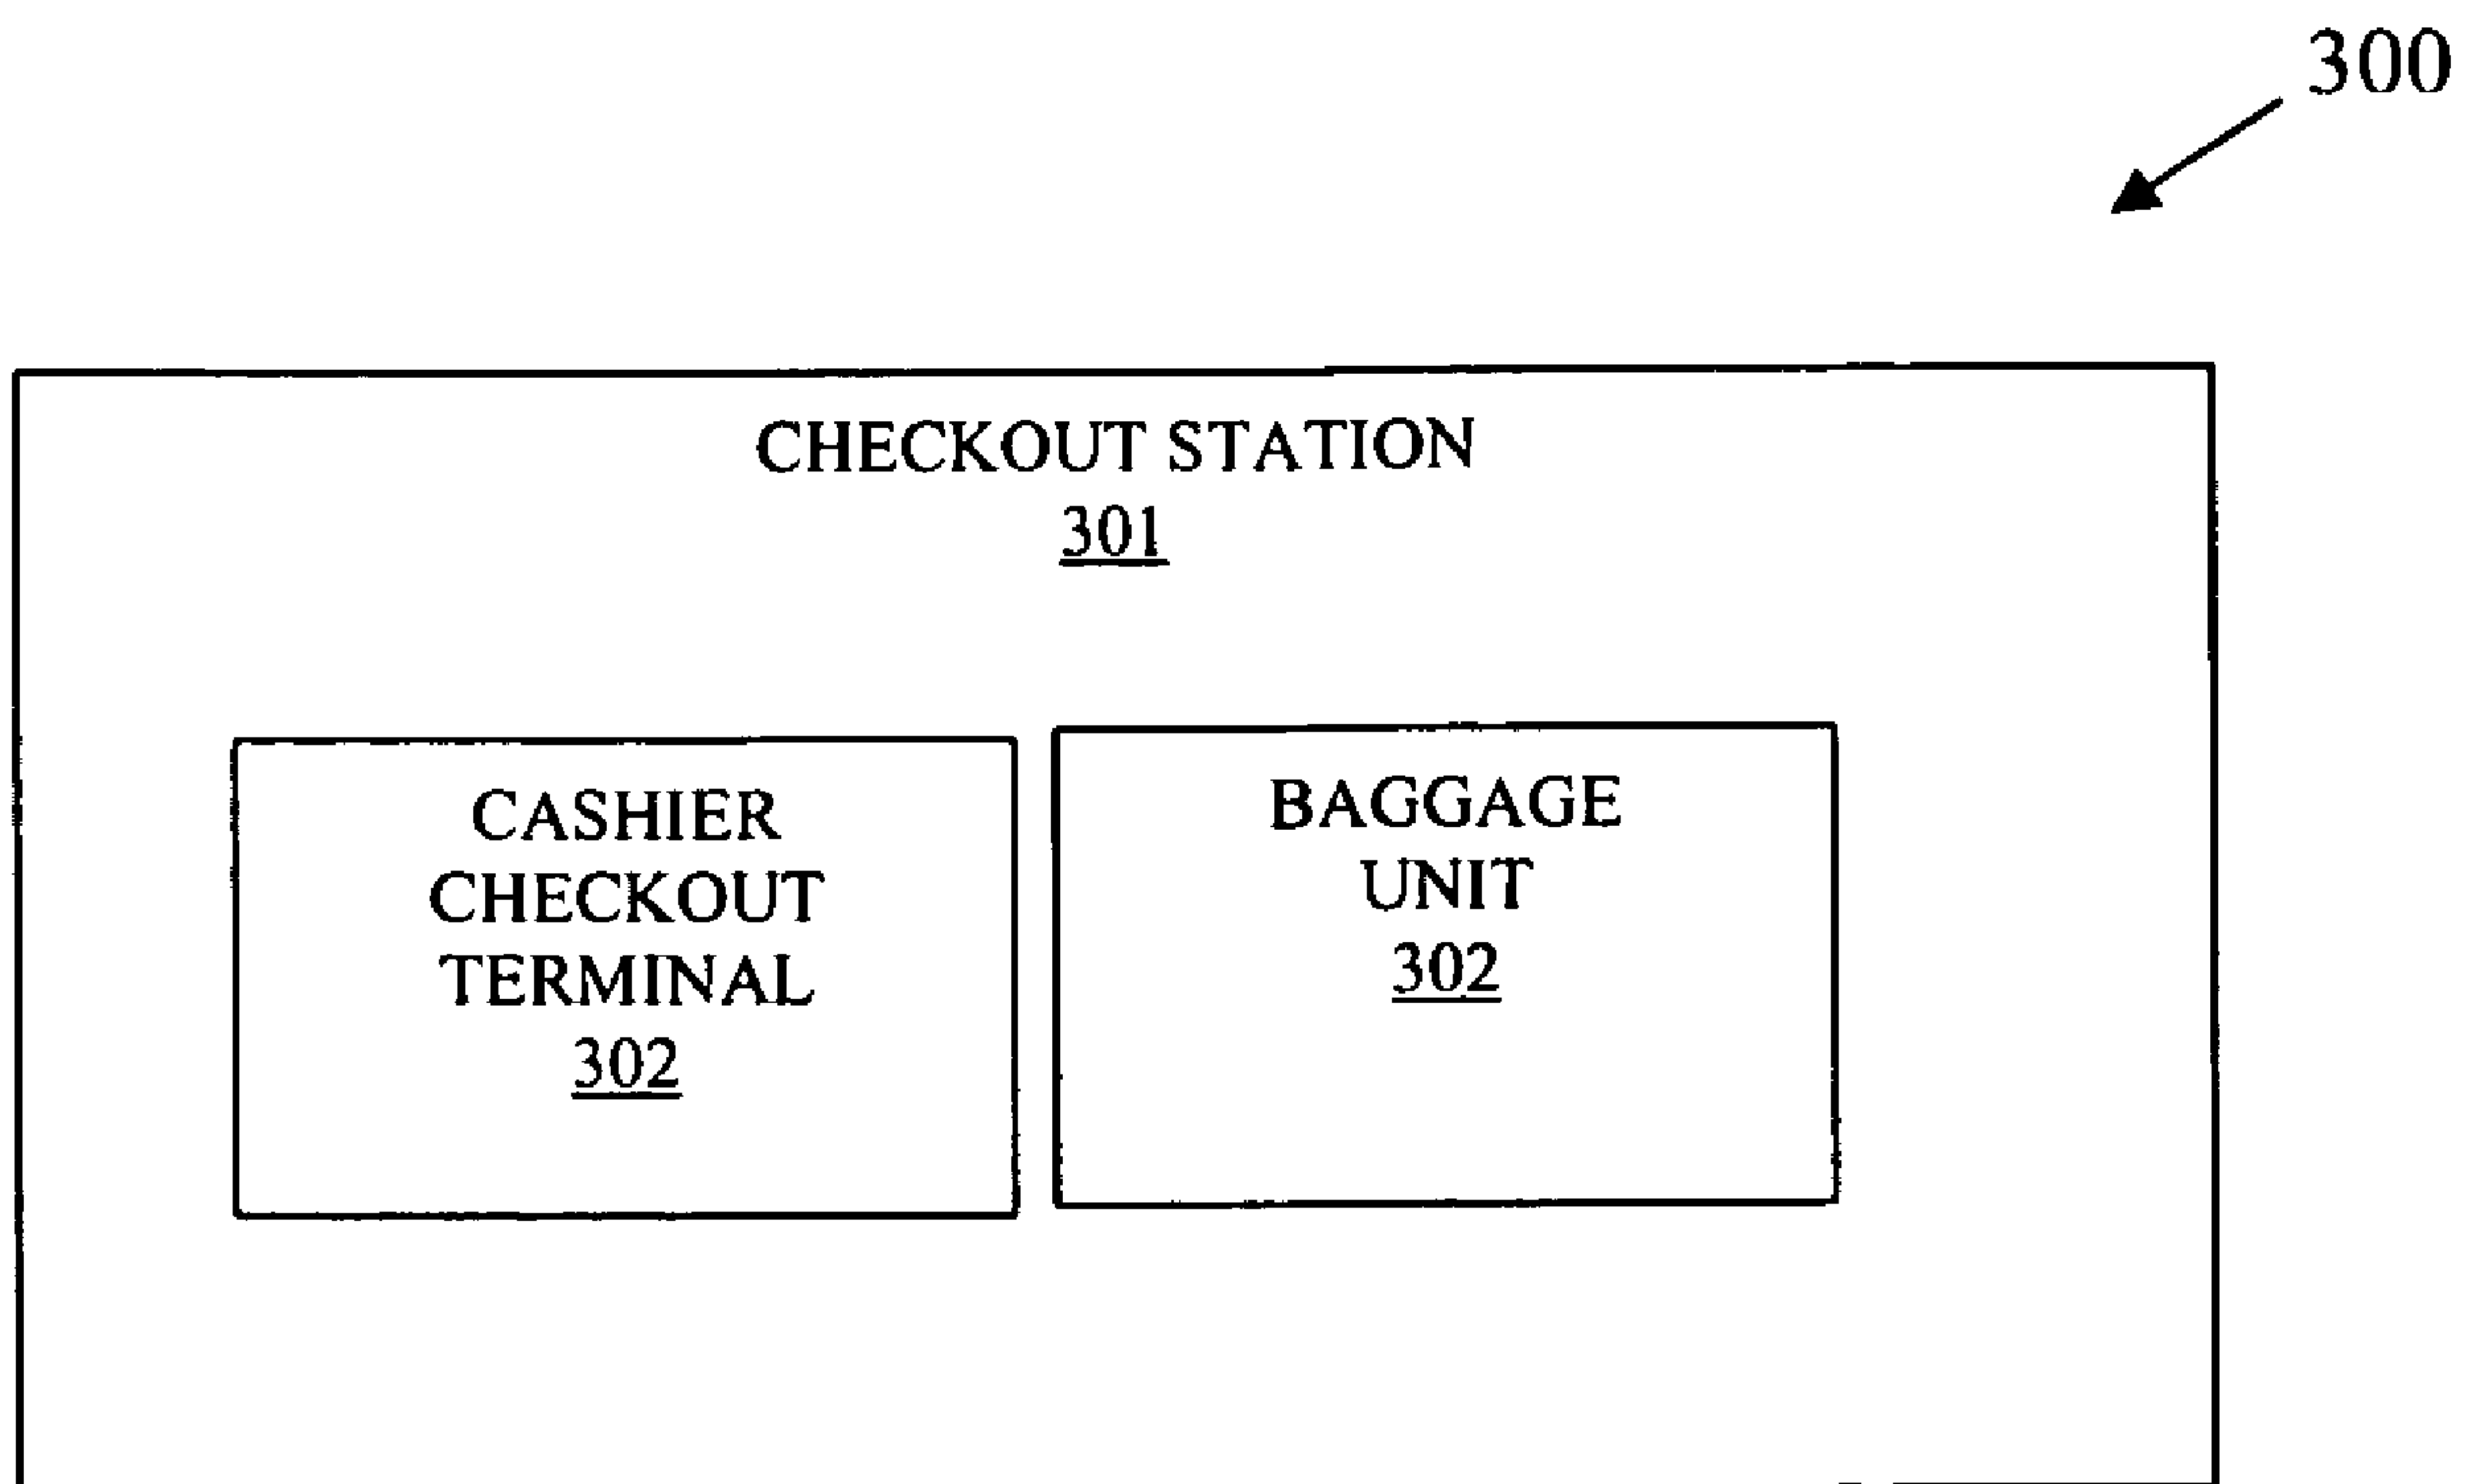 300
CHECKOUT STATION
301
CASHIER
CHECKOUT
TERMINAL
302
BAGGAGE
UNIT
302